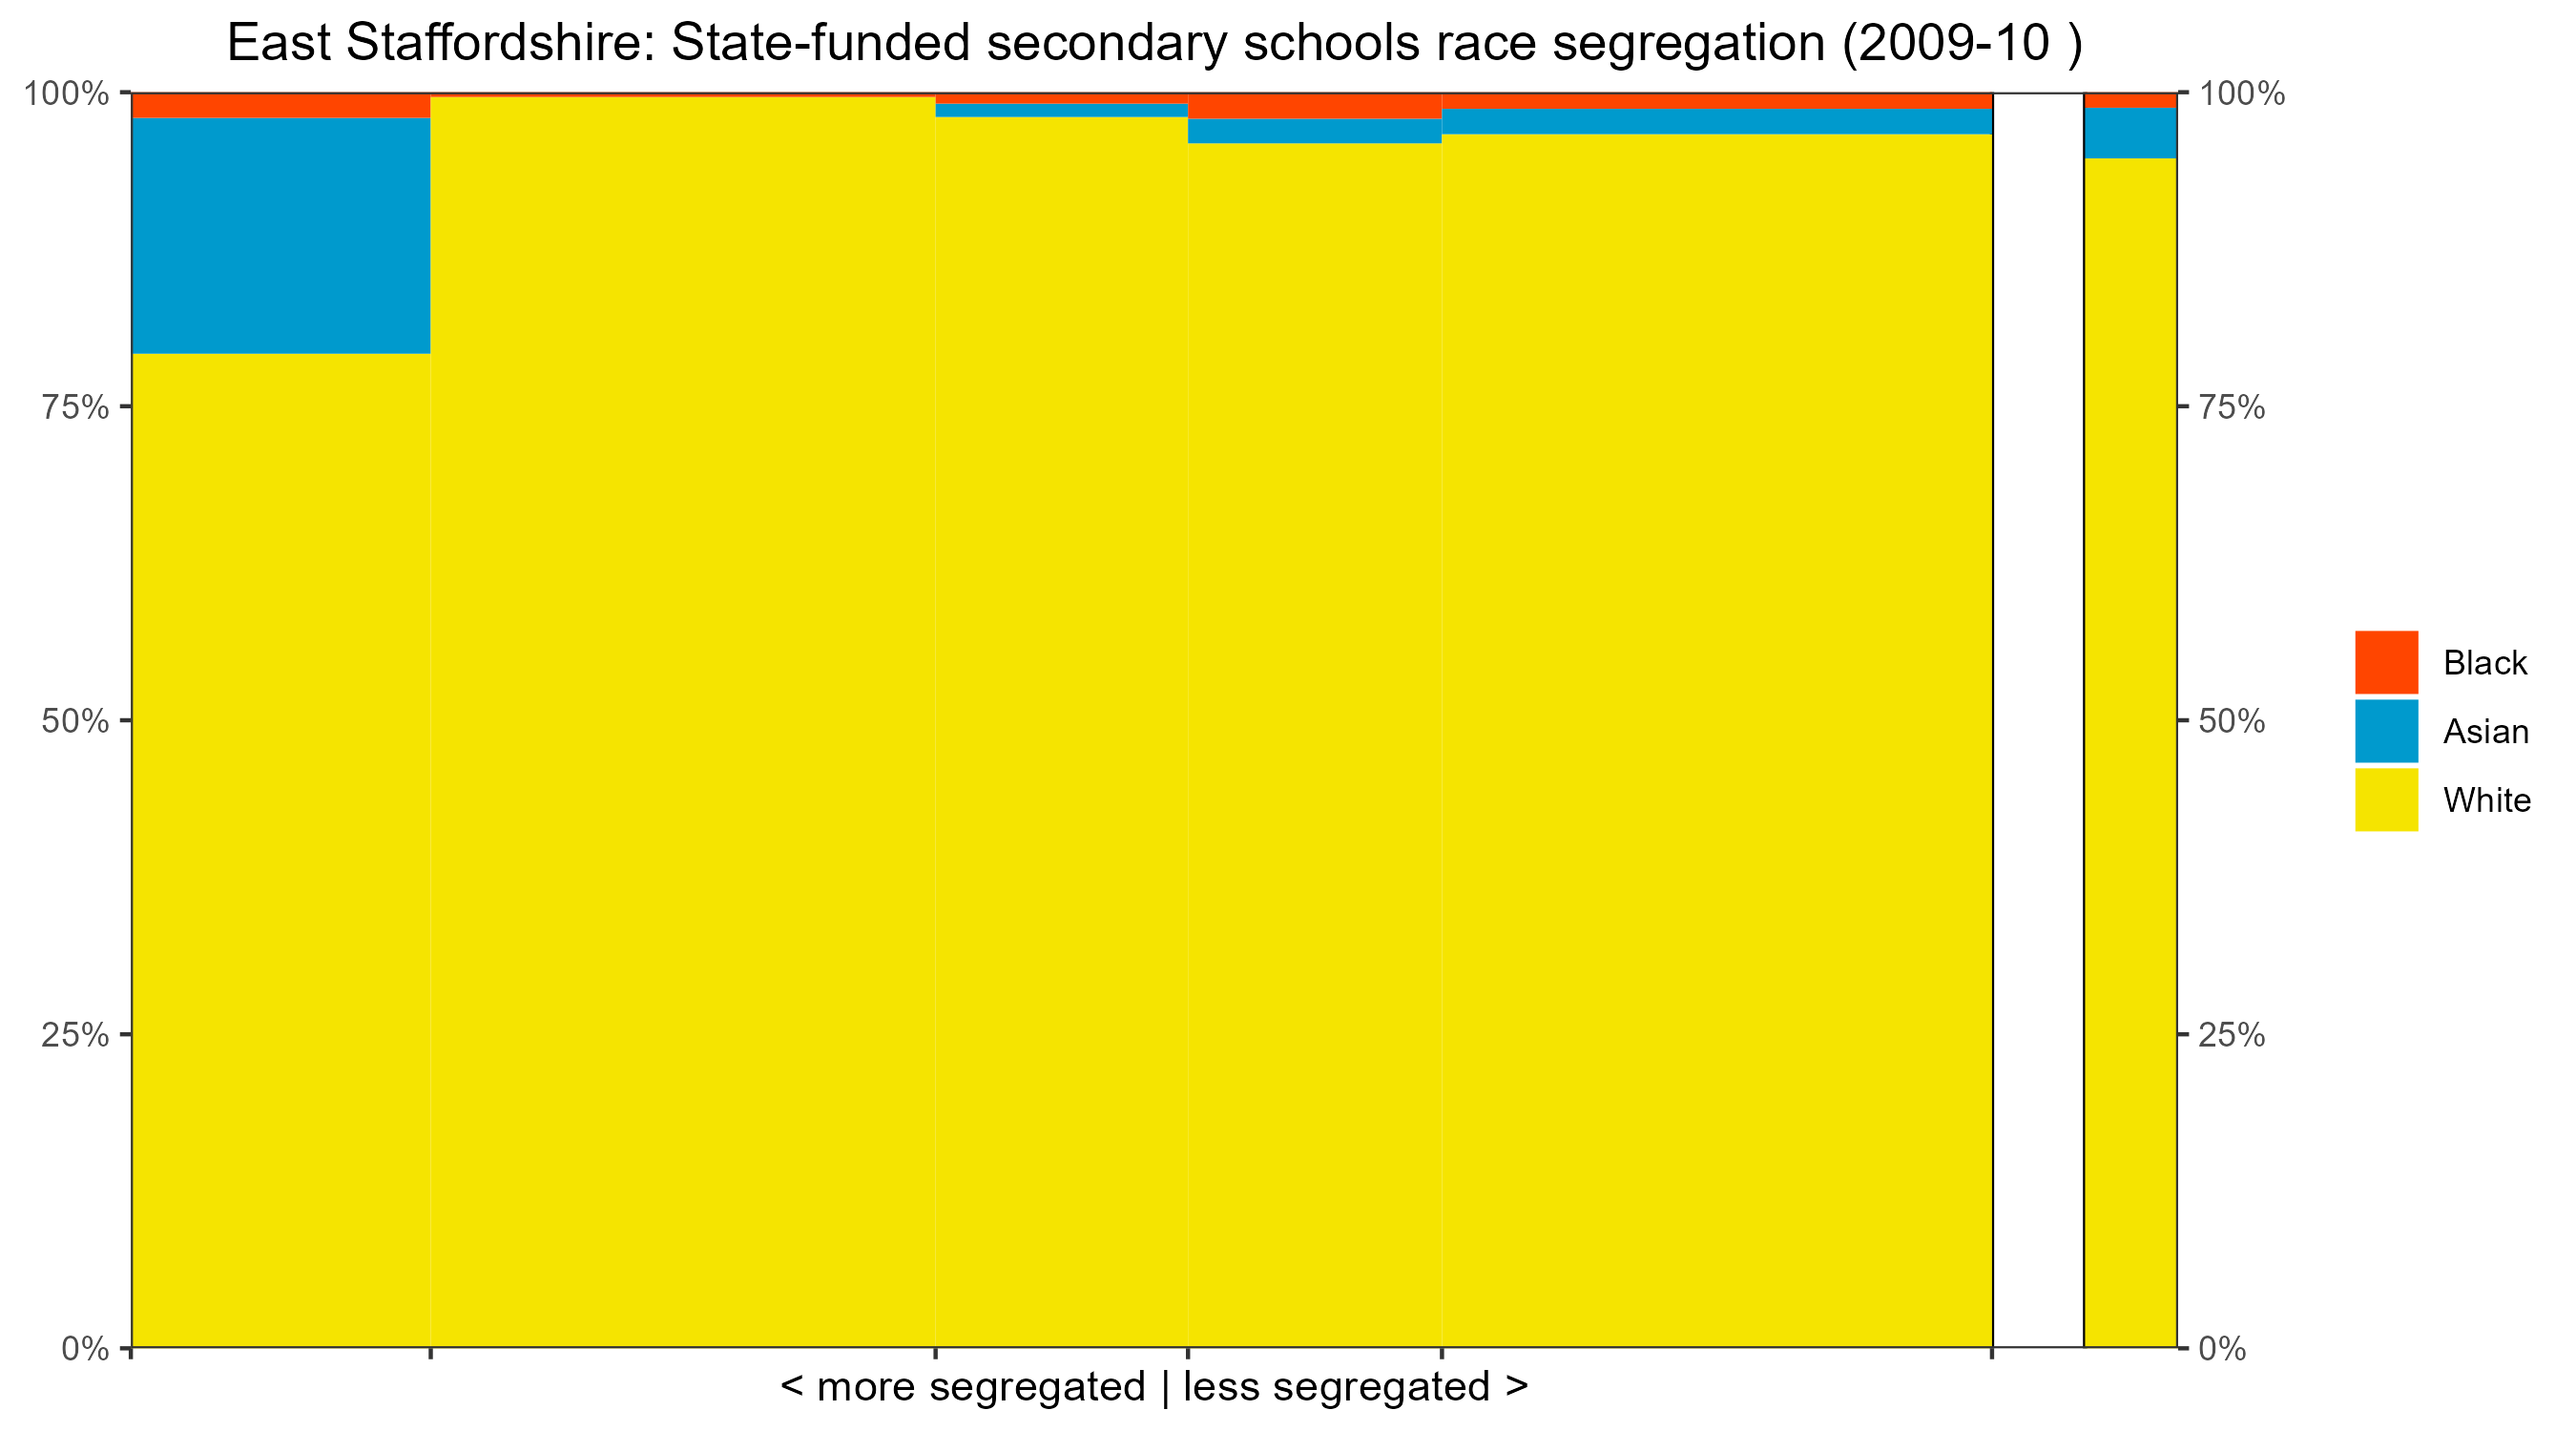 East Staffordshire: State-funded secondary schools race segregation (2009-10 )
100%
75%
50%
25%
0%
100%
75%
50%
25%
0%
Black
Asian
White
< more segregated | less segregated >